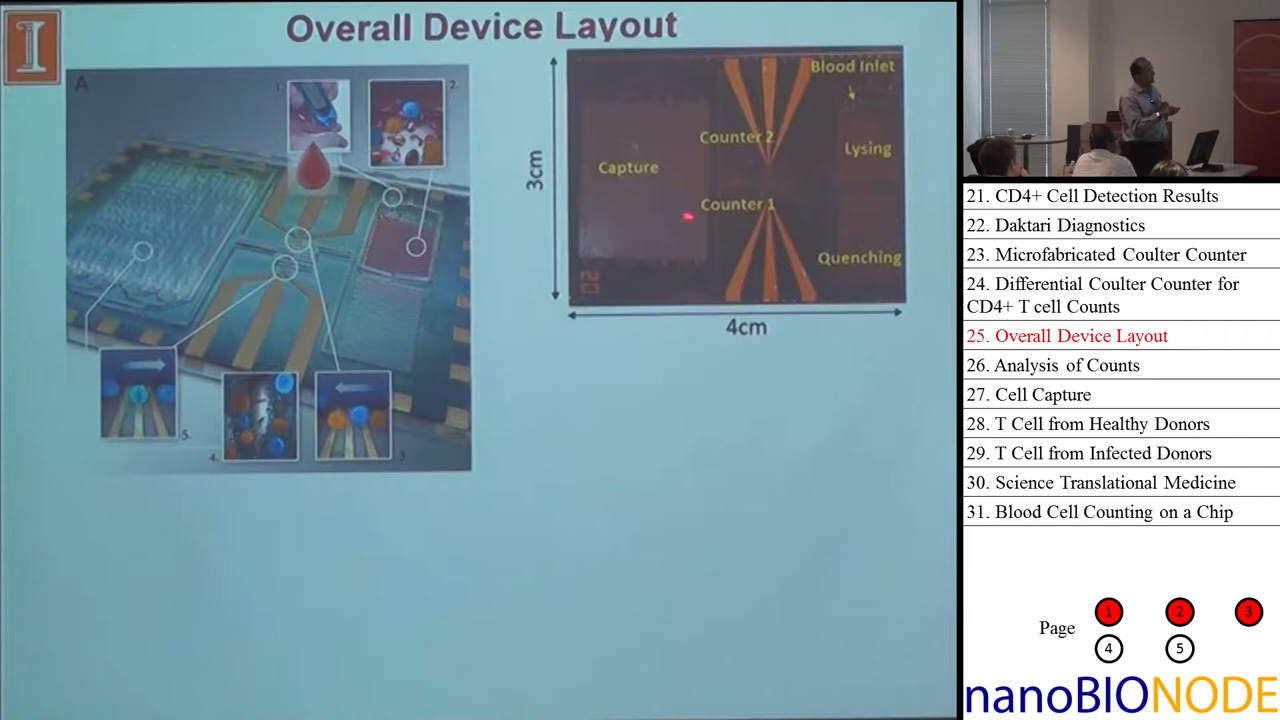 I
Overall Device Layout
A
1.
2.
3
4.
5.
3cm
Blood Inlet
Counter 2
Lysing
Capture
Counter 1
Quenching
4cm
21. CD4+ Cell Detection Results
22. Daktari Diagnostics
23. Microfabricated Coulter Counter
24. Differential Coulter Counter for
CD4+ T cell Counts
25. Overall Device Layout
26. Analysis of Counts
27. Cell Capture
28. T Cell from Healthy Donors
29. T Cell from Infected Donors
30. Science Translational Medicine
31. Blood Cell Counting on a Chip
Page
1
2
3
4
5
nanoBIONODE